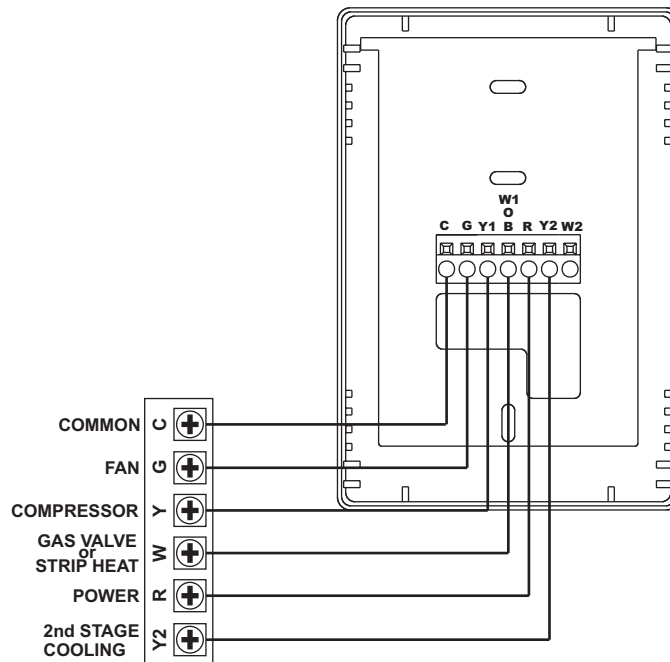 W1
O
C G Y1 B R Y2 W2
COMMON C
FAN G
COMPRESSOR Y
GAS VALVE
or
STRIP HEAT W
POWER R
2nd STAGE
COOLING Y2